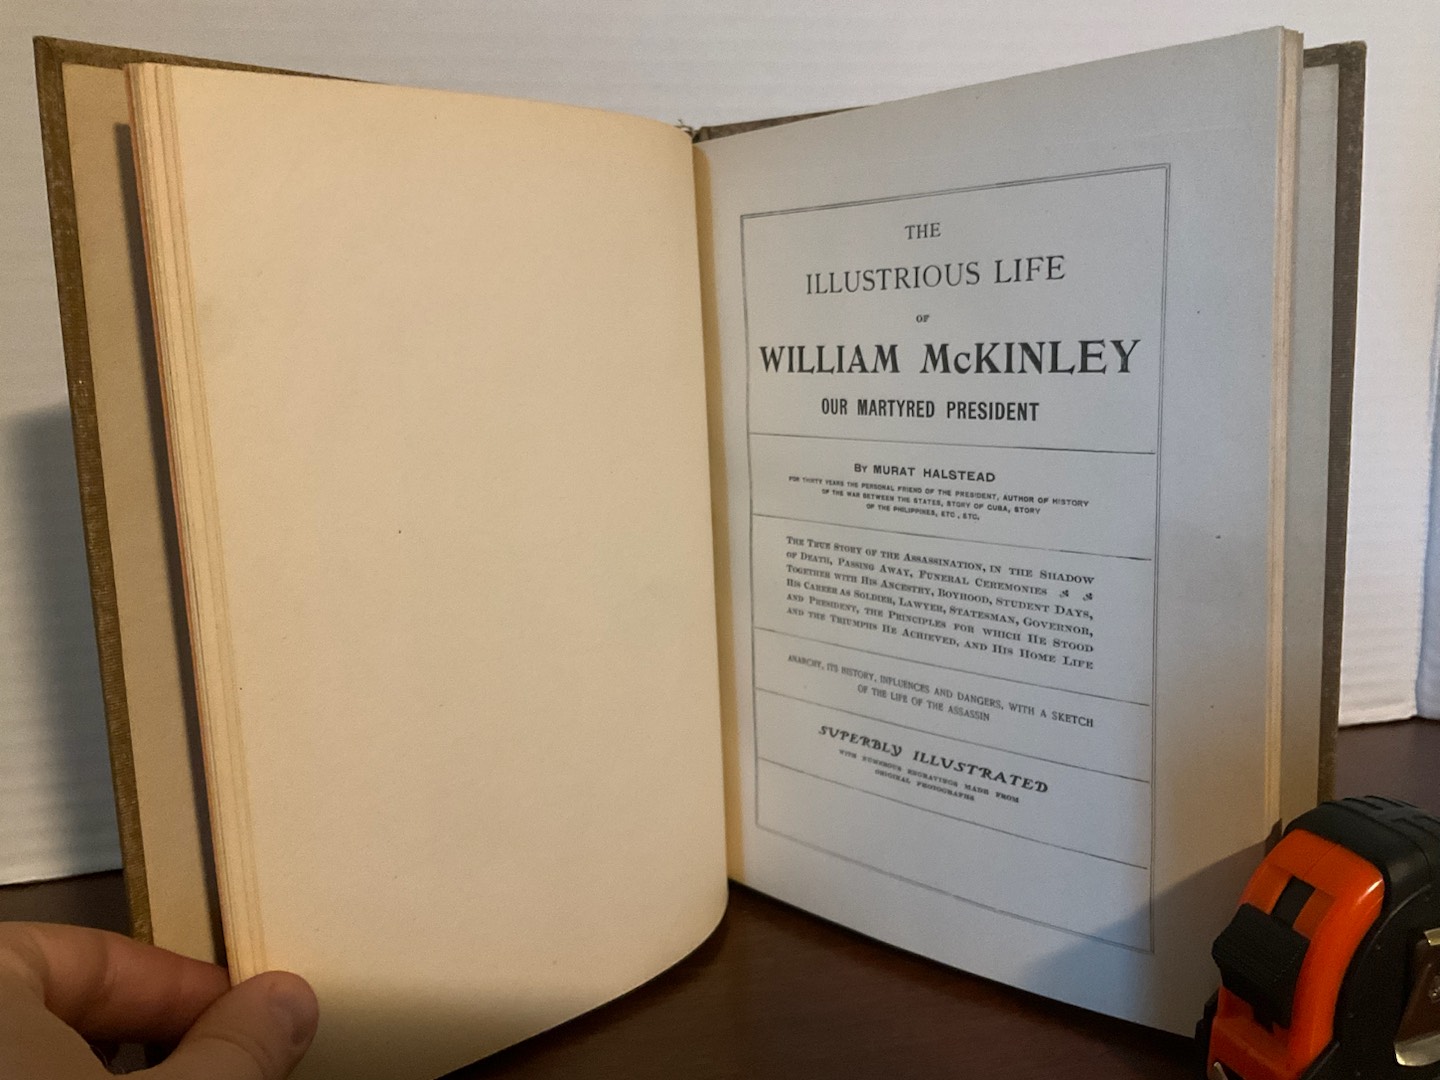 THE
ILLUSTRIOUS LIFE
OF
WILLIAM McKINLEY
OUR MARTYRED PRESIDENT
BY MURAT HALSTEAD
FOR THIRTY YEARS THE PERSONAL FRIEND OF THE PRESIDENT, AUTHOR OF HISTORY
OF THE WAR BETWEEN THE STATES, STORY OF CUBA, STORY
OF THE PHILIPPINES, ETC., ETC.
THE TRUE STORY OF THE ASSASSINATION, IN THE SHADOW
OF DEATH, PASSING AWAY, FUNERAL CEREMONIES
TOGETHER WITH HIS ANCESTRY, BOYHOOD, STUDENT DAYS,
HIS CAREER AS SOLDIER, LAWYER, STATESMAN, GOVERNOR,
AND PRESIDENT, THE PRINCIPLES FOR WHICH HE STOOD
AND THE TRIUMPHS HE ACHIEVED, AND HIS HOME LIFE
ANARCHY, ITS HISTORY, INFLUENCES AND DANGERS, WITH A SKETCH
OF THE LIFE OF THE ASSASSIN
SUPERBLY ILLUSTRATED
WITH NUMEROUS ENGRAVINGS MADE FROM
ORIGINAL PHOTOGRAPHS